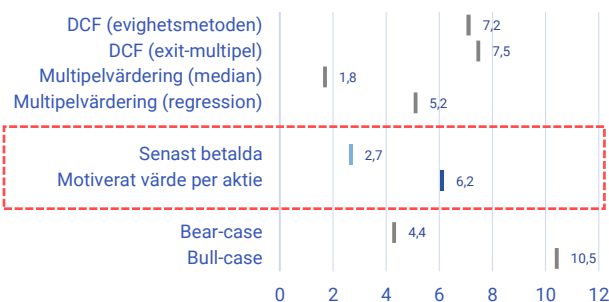 DCF (evighetsmetoden) 7,2
DCF (exit-multipel) 7,5
Multipelvärdering (median) 1,8
Multipelvärdering (regression) 5,2
Senast betalda 2,7
Motiverat värde per aktie 6,2
Bear-case 4,4
Bull-case 10,5
0 2 4 6 8 10 12